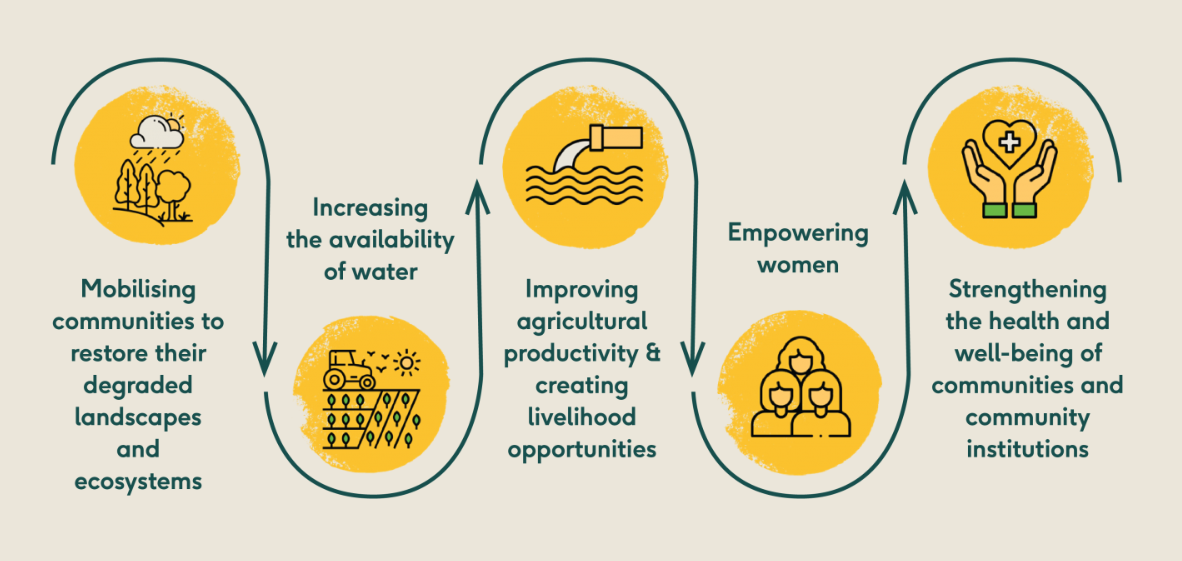 Mobilising
communities to
restore their
degraded
landscapes
and
ecosystems
Increasing
the availability
of water
Improving
agricultural
productivity &
creating
livelihood
opportunities
Empowering
women
Strengthening
the health and
well-being of
communities and
community
institutions